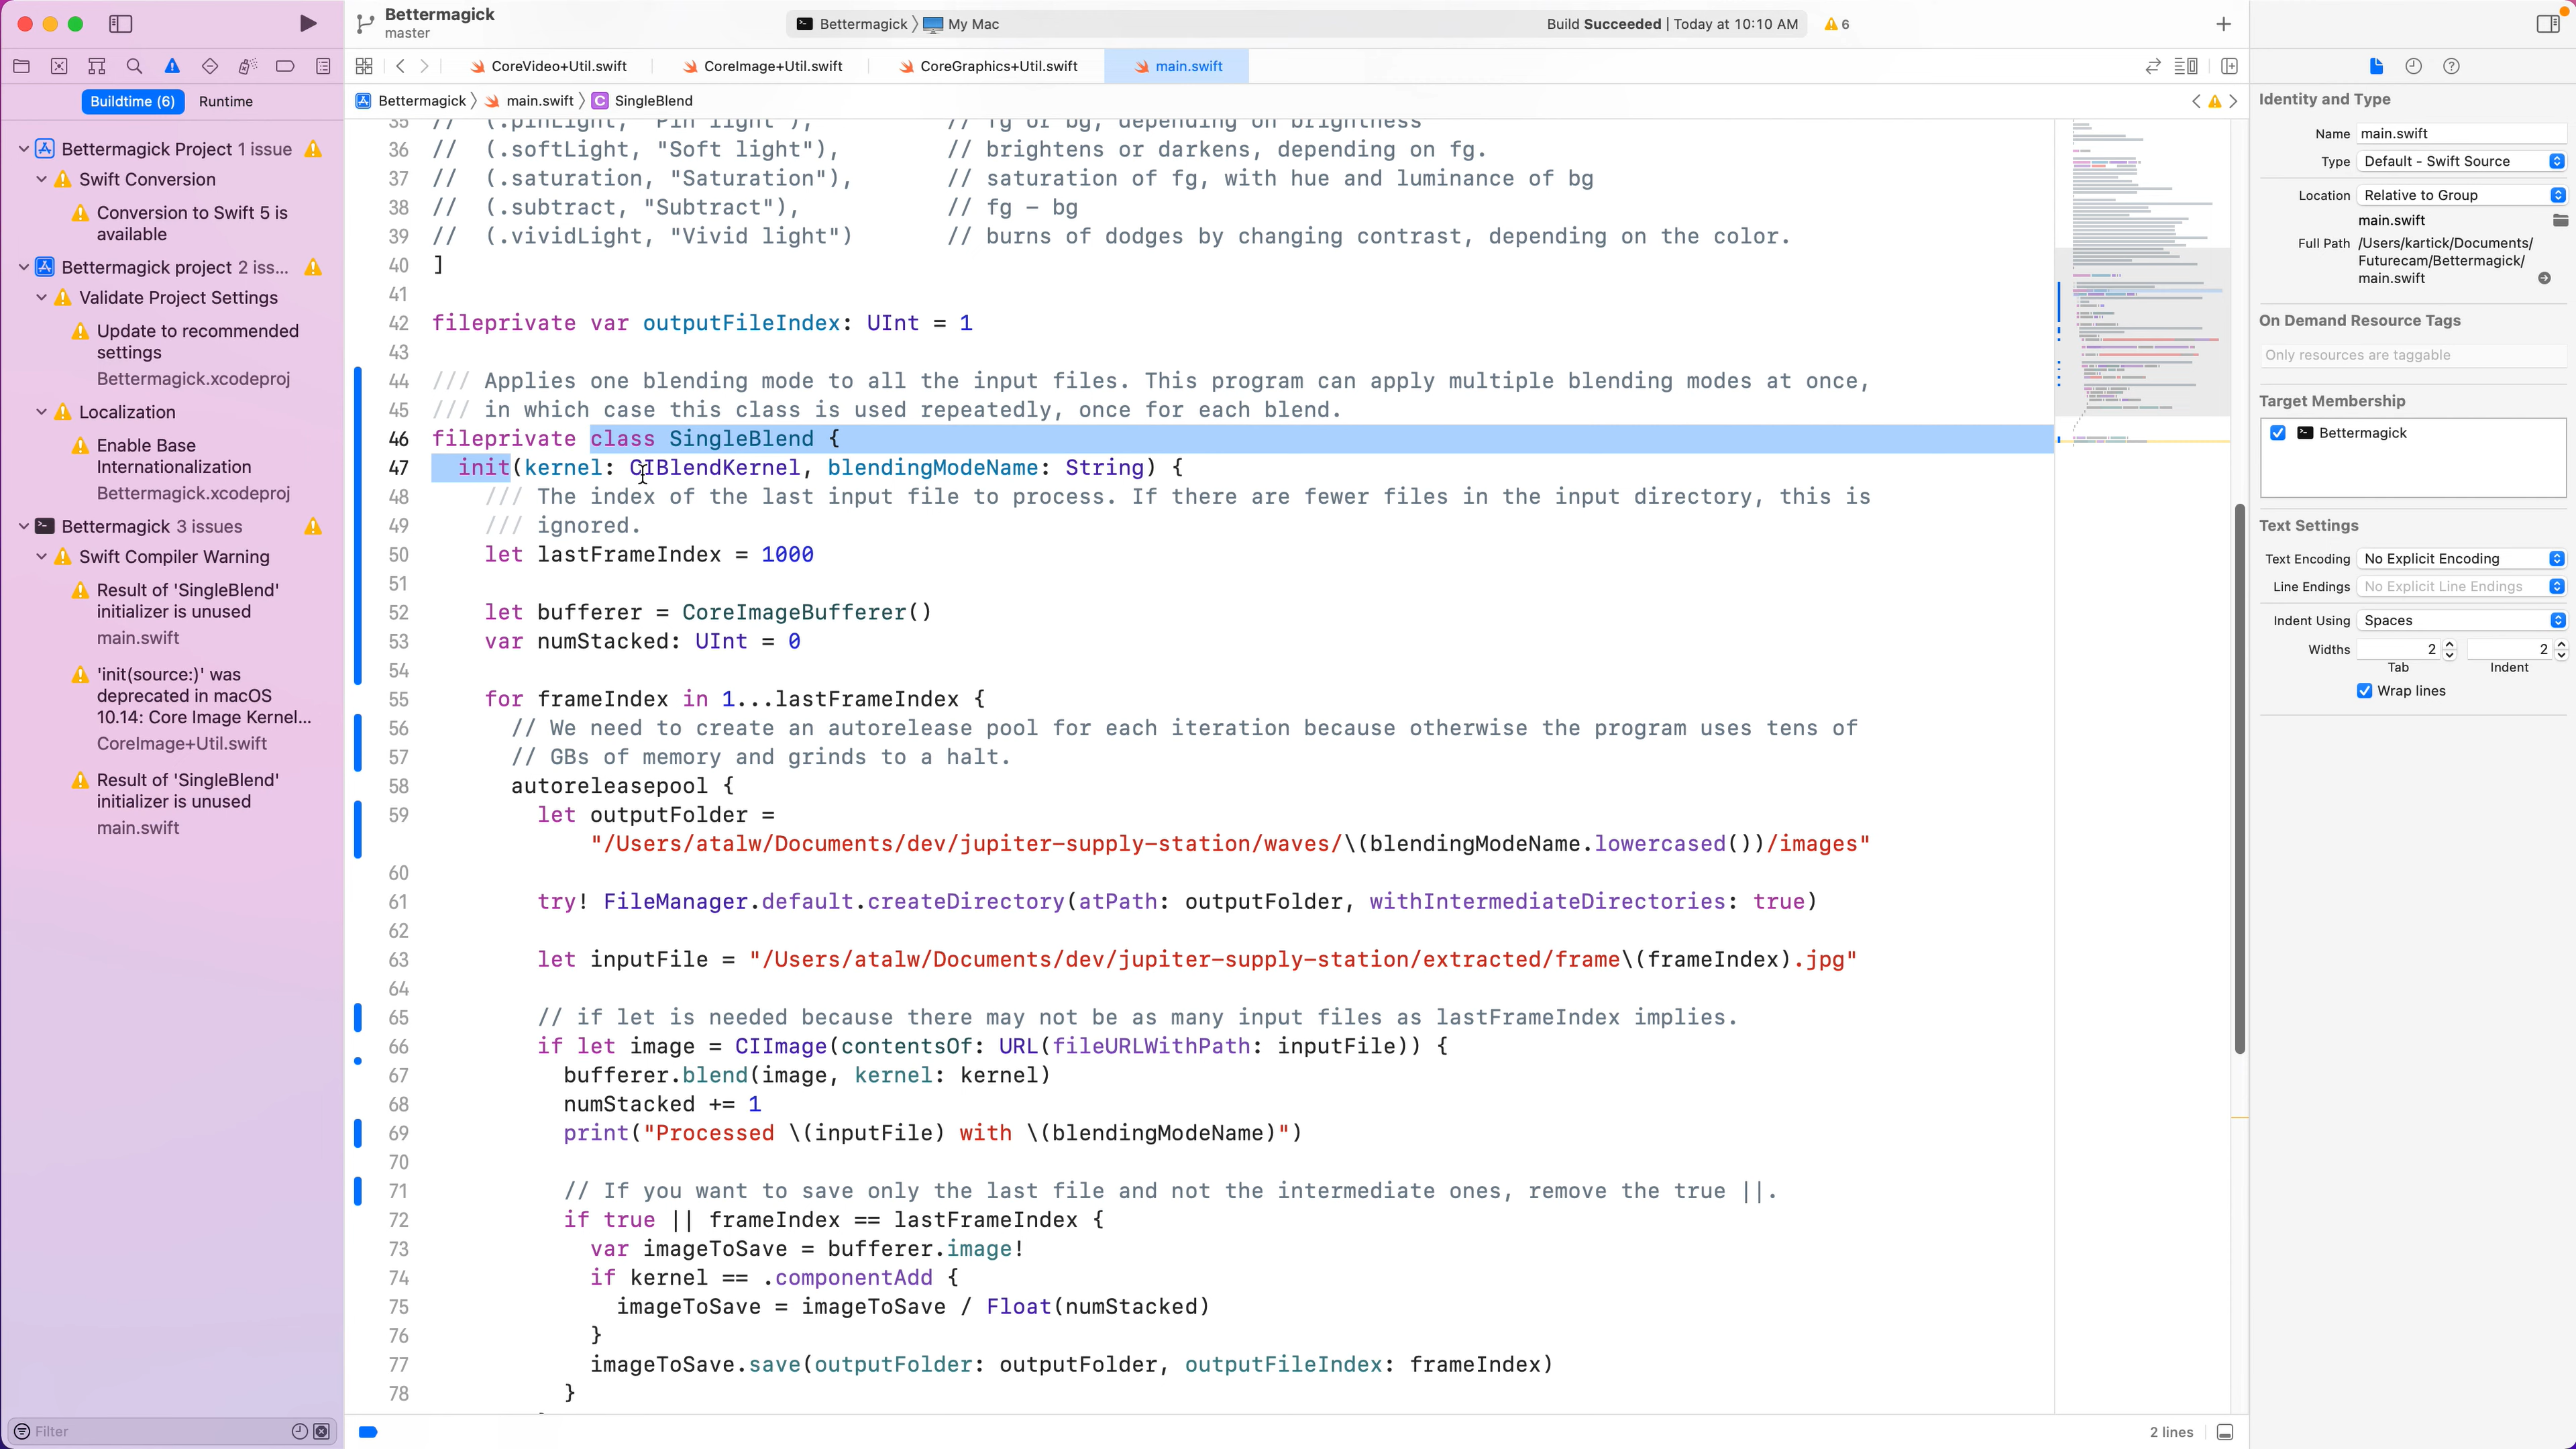 Bettermagick
master
Bettermagick
My Mac
Build Succeeded | Today at 10:10 AM
6
CoreVideo+Util.swift
CoreImage+Util.swift
CoreGraphics+Util.swift
main.swift
Buildtime (6)
Runtime
Bettermagick
main.swift
C
SingleBlend
Bettermagick Project 1 issue
Swift Conversion
Conversion to Swift 5 is
available
Bettermagick project 2 iss...
Validate Project Settings
Update to recommended
settings
Bettermagick.xcodeproj
Localization
Enable Base
Internationalization
Bettermagick.xcodeproj
Bettermagick 3 issues
Swift Compiler Warning
Result of 'SingleBlend'
initializer is unused
main.swift
'init(source:)' was
deprecated in macOS
10.14: Core Image Kernel...
CoreImage+Util.swift
Result of 'SingleBlend'
initializer is unused
main.swift
Filter
35 // (.pinLight, "Pin light"), // fg or bg, depending on brightness
36 // (.softLight, "Soft light"), // brightens or darkens, depending on fg.
37 // (.saturation, "Saturation"), // saturation of fg, with hue and luminance of bg
38 // (.subtract, "Subtract"), // fg – bg
39 // (.vividLight, "Vivid light") // burns of dodges by changing contrast, depending on the color.
40 ]
41
42 fileprivate var outputFileIndex: UInt = 1
43
44 /// Applies one blending mode to all the input files. This program can apply multiple blending modes at once,
45 /// in which case this class is used repeatedly, once for each blend.
46 fileprivate class SingleBlend {
47 init(kernel: CIBlendKernel, blendingModeName: String) {
48 /// The index of the last input file to process. If there are fewer files in the input directory, this is
49 /// ignored.
50 let lastFrameIndex = 1000
51
52 let bufferer = CoreImageBufferer()
53 var numStacked: UInt = 0
54
55 for frameIndex in 1...lastFrameIndex {
56 // We need to create an autorelease pool for each iteration because otherwise the program uses tens of
57 // GBs of memory and grinds to a halt.
58 autoreleasepool {
59 let outputFolder =
"/Users/atalw/Documents/dev/jupiter-supply-station/waves/\(blendingModeName.lowercased())/images"
60
61 try! FileManager.default.createDirectory(atPath: outputFolder, withIntermediateDirectories: true)
62
63 let inputFile = "/Users/atalw/Documents/dev/jupiter-supply-station/extracted/frame\(frameIndex).jpg"
64
65 // if let is needed because there may not be as many input files as lastFrameIndex implies.
66 if let image = CIImage(contentsOf: URL(fileURLWithPath: inputFile)) {
67 bufferer.blend(image, kernel: kernel)
68 numStacked += 1
69 print("Processed \(inputFile) with \(blendingModeName)")
70
71 // If you want to save only the last file and not the intermediate ones, remove the true ||.
72 if true || frameIndex == lastFrameIndex {
73 var imageToSave = bufferer.image!
74 if kernel == .componentAdd {
75 imageToSave = imageToSave / Float(numStacked)
76 }
77 imageToSave.save(outputFolder: outputFolder, outputFileIndex: frameIndex)
78 }
2 lines
Identity and Type
Name main.swift
Type Default - Swift Source
Location Relative to Group
main.swift
Full Path /Users/kartick/Documents/
Futurecam/Bettermagick/
main.swift
On Demand Resource Tags
Only resources are taggable
Target Membership
Bettermagick
Text Settings
Text Encoding No Explicit Encoding
Line Endings No Explicit Line Endings
Indent Using Spaces
Widths 2 2
Tab Indent
Wrap lines